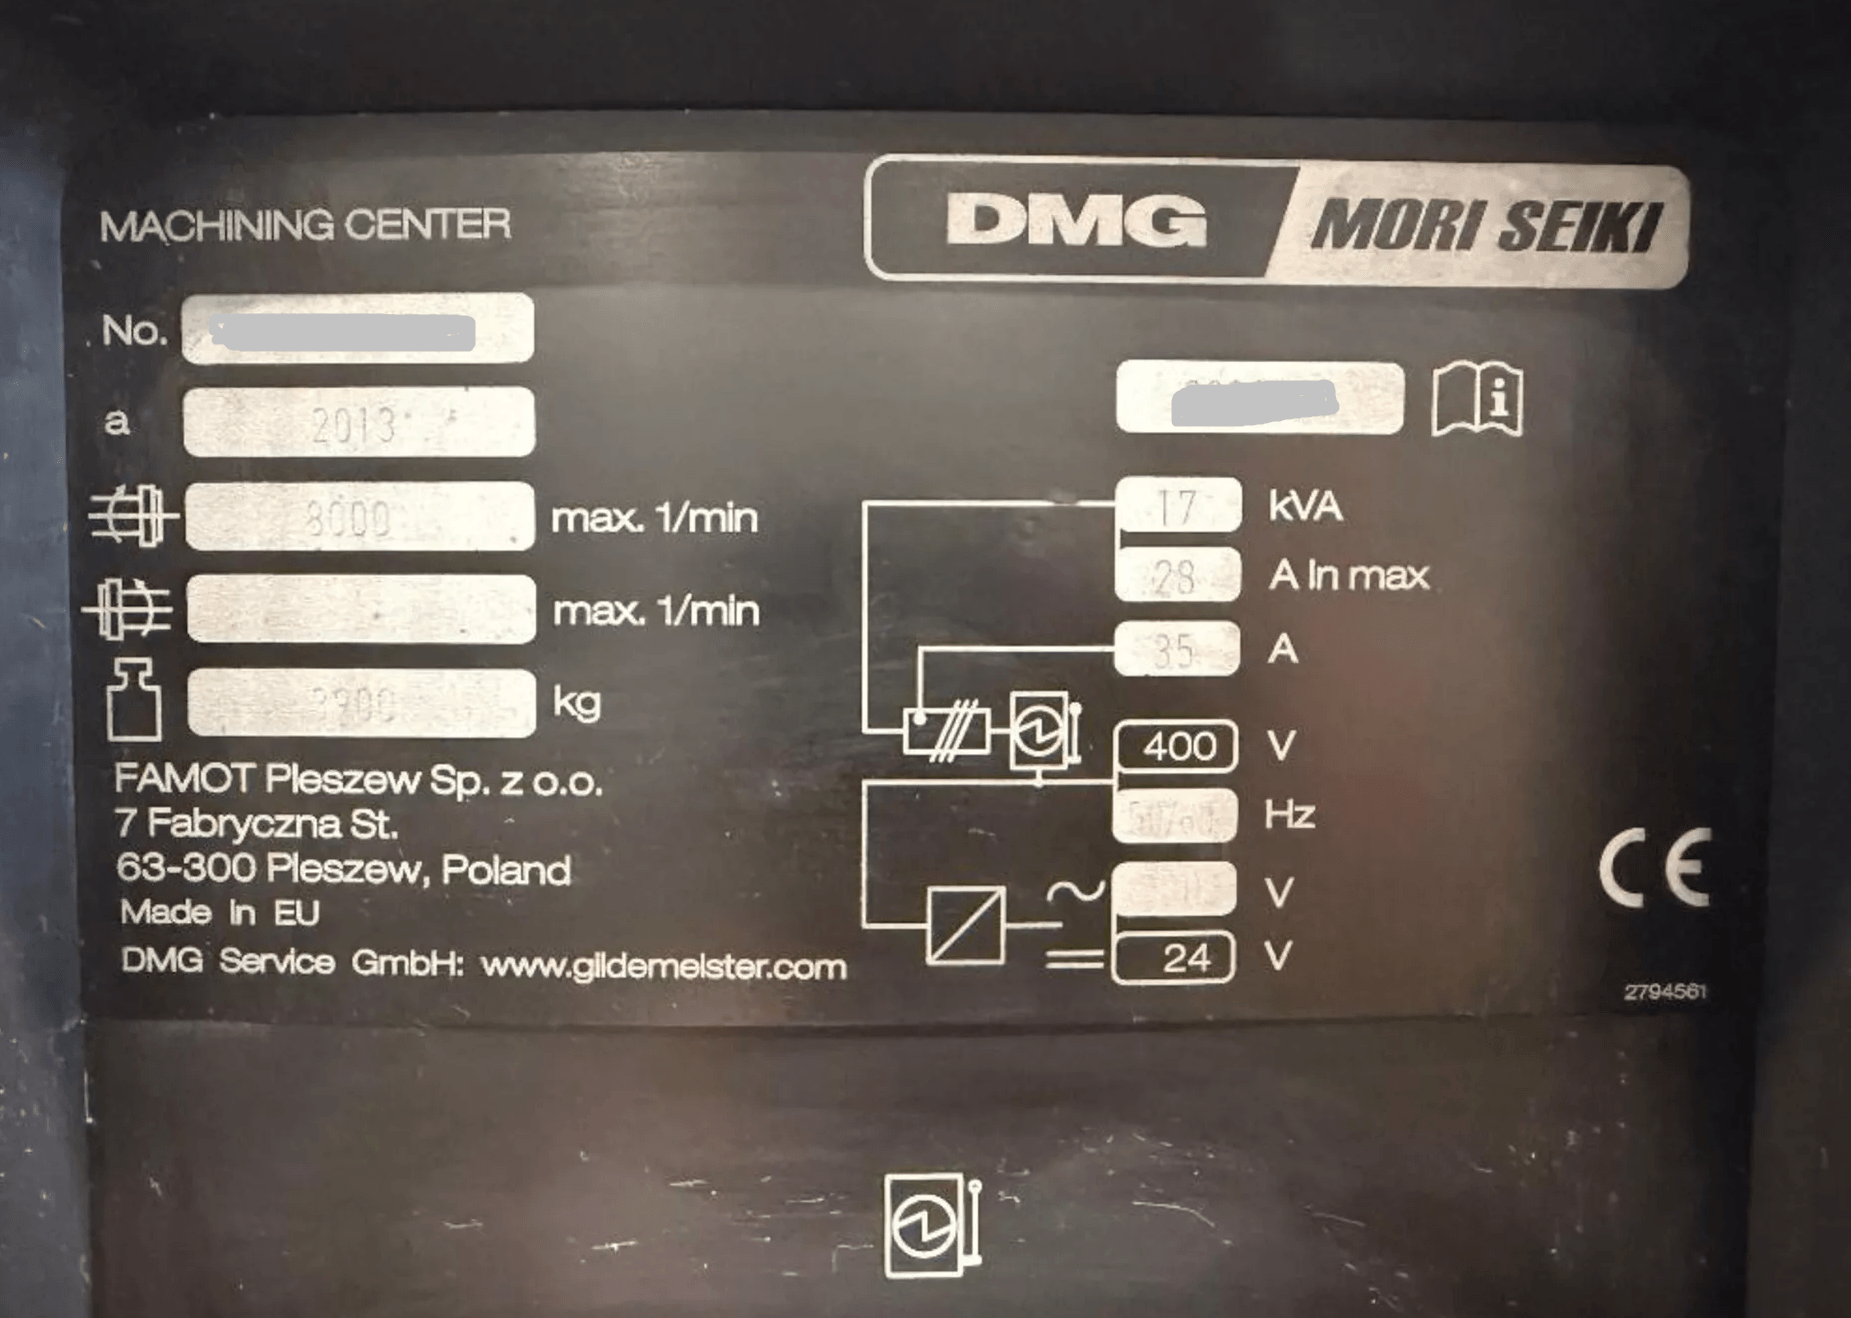 MACHINING CENTER
DMG MORI SEIKI
No.
a 2013
8000 max. 1/min
max. 1/min
kg
FAMOT Pleszew Sp. z o.o.
7 Fabryczna St.
63-300 Pleszew, Poland
Made in EU
DMG Service GmbH: www.gildemeister.com
i
17 kVA
28 A In max
35 A
400 V
50/60 Hz
V
24 V
CE
2794561